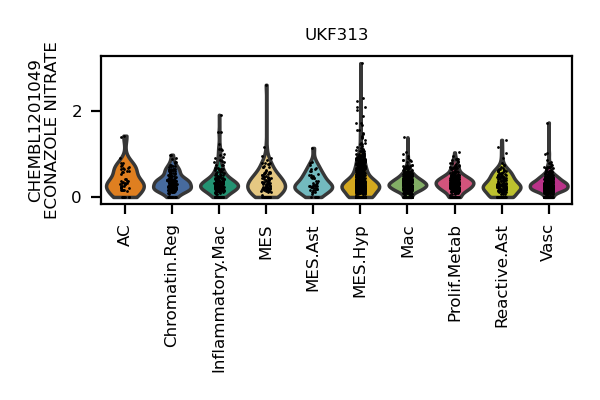 UKF313
CHEMBL1201049
ECONAZOLE NITRATE
2
0
AC
Chromatin.Reg
Inflammatory.Mac
MES
MES.Ast
MES.Hyp
Mac
Prolif.Metab
Reactive.Ast
Vasc